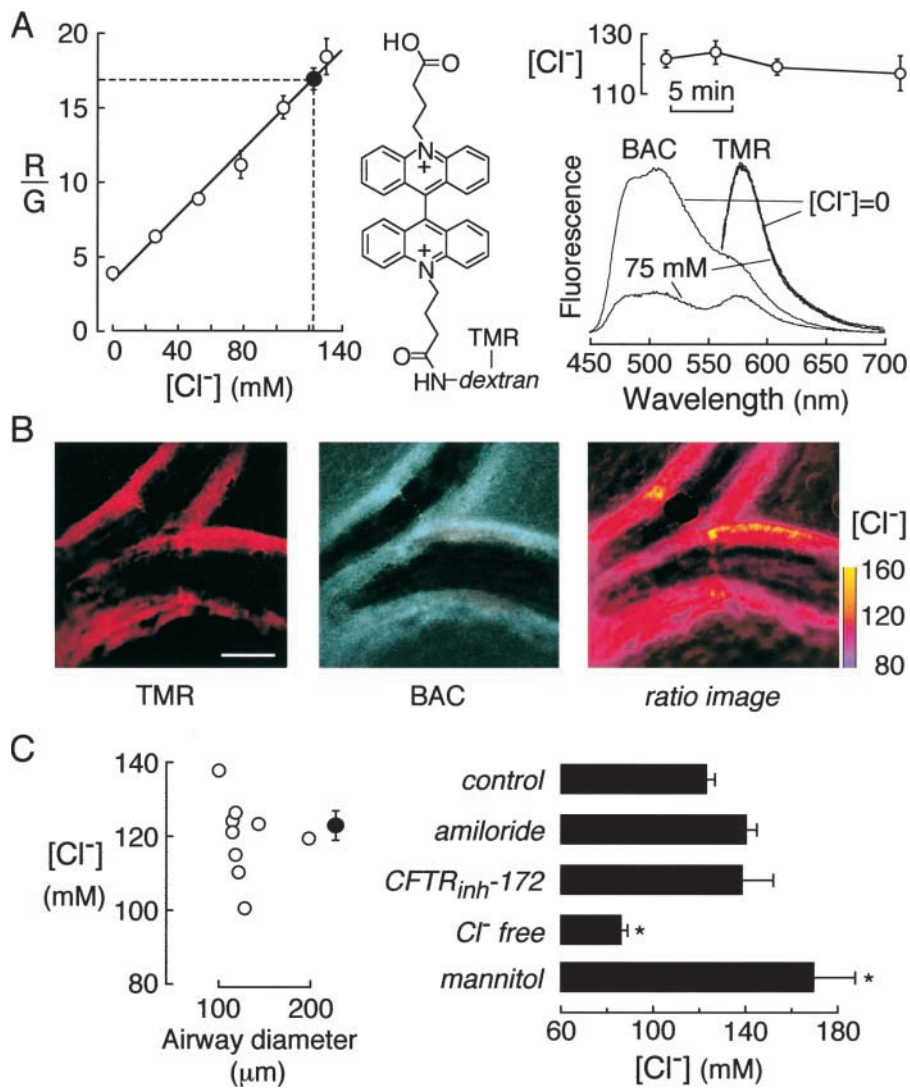 A
20
15
10
5
0
R
G
0 40 80 140
[Cl⁻] (mM)
HO
O
N
+
+
N
O
TMR
HN-dextran
[Cl⁻]
130
110
5 min
BAC TMR
[Cl⁻]=0
75 mM
Fluorescence
450 500 550 600 700
Wavelength (nm)
B
TMR
BAC
ratio image
[Cl⁻]
160
120
80
C
140
120
100
80
[Cl⁻]
(mM)
100 200
Airway diameter
(μm)
control
amiloride
CFTRinh-172
Cl⁻ free *
mannitol *
60 100 140 180
[Cl⁻] (mM)